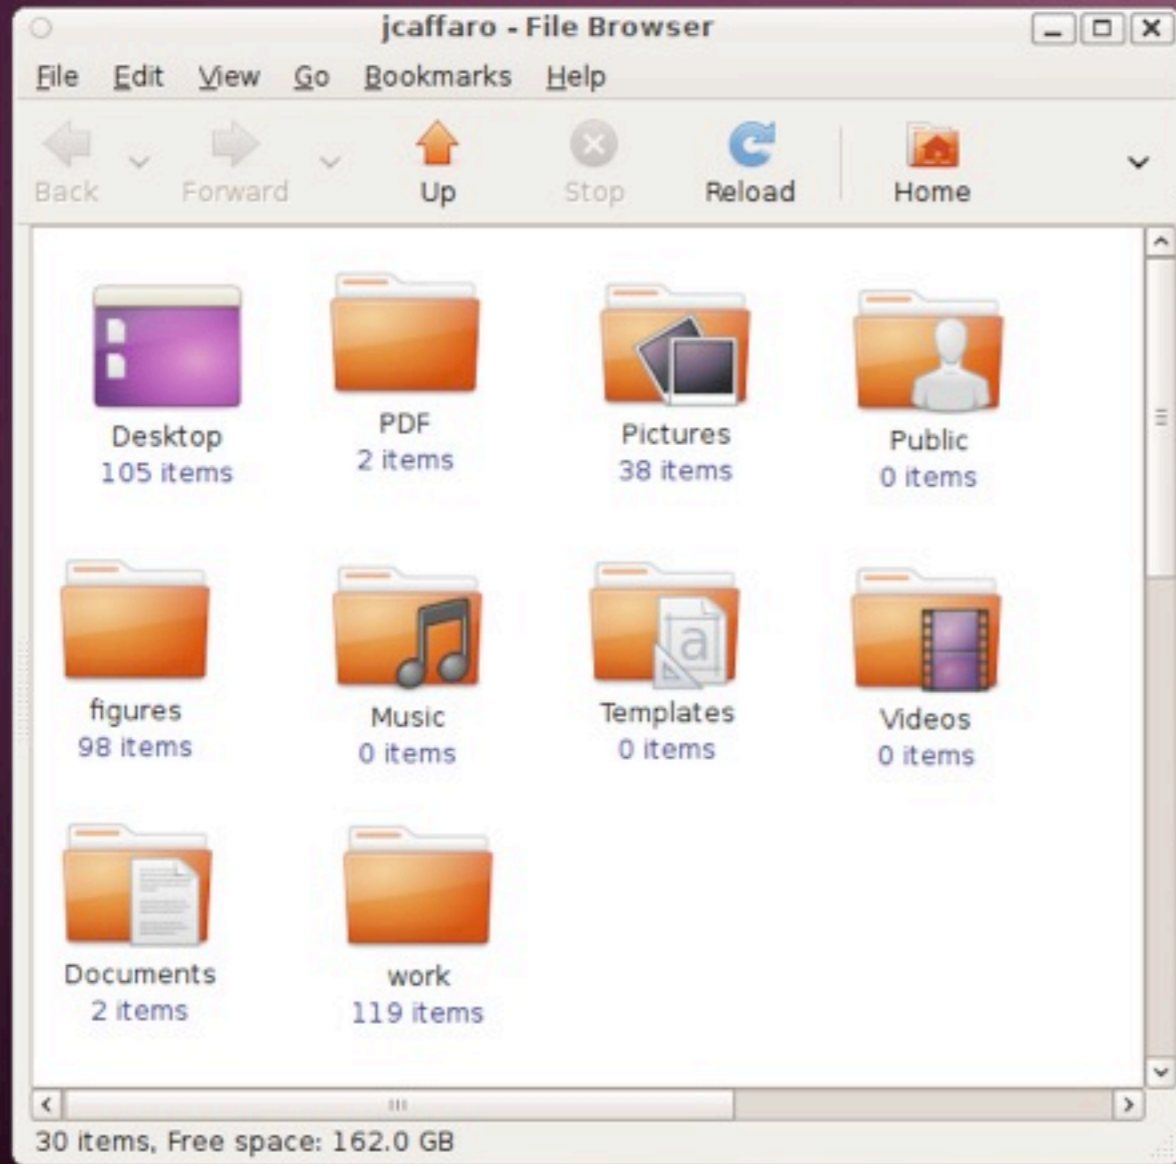 jcaffaro - File Browser
File Edit View Go Bookmarks Help
Back Forward Up Stop Reload Home
Desktop PDF Pictures Public
105 items 2 items 38 items 0 items
figures Music Templates Videos
98 items 0 items 0 items 0 items
Documents work
2 items 119 items
30 items, Free space: 162.0 GB